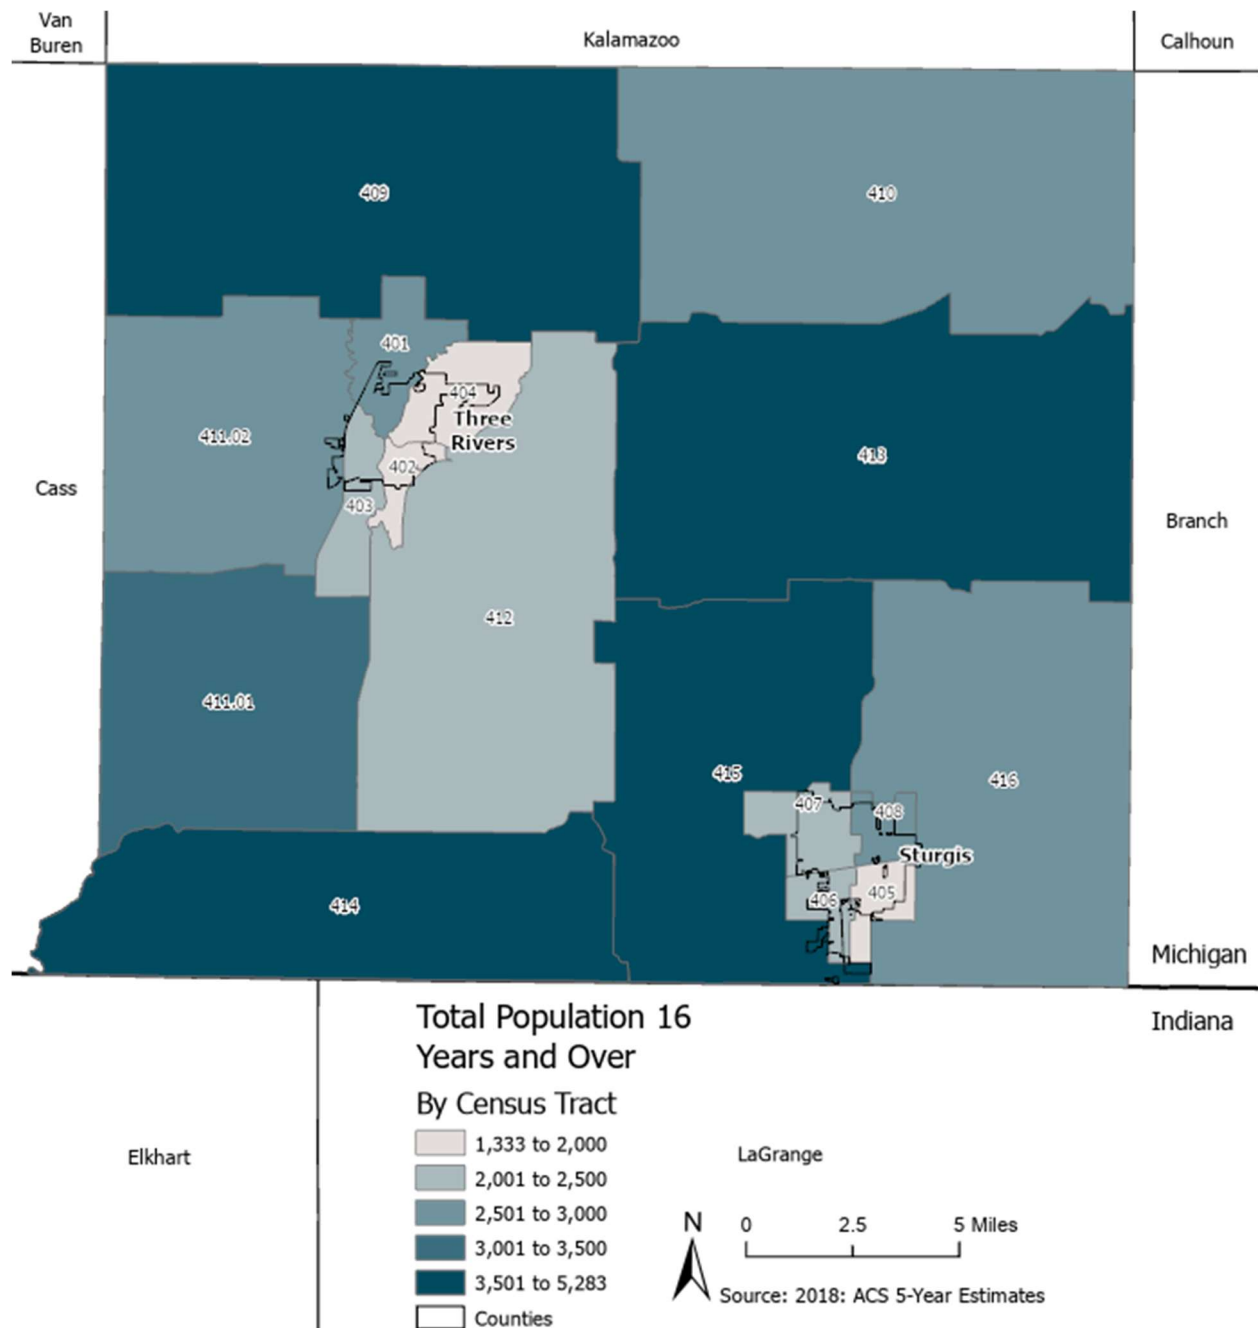 Van
Buren
Kalamazoo
Calhoun
409
410
401
404
Three
Rivers
411.02
402
413
Cass
403
Branch
412
411.01
415
416
407
408
Sturgis
405
406
414
Michigan
Indiana
Total Population 16
Years and Over
By Census Tract
1,333 to 2,000
2,001 to 2,500
2,501 to 3,000
3,001 to 3,500
3,501 to 5,283
Counties
Elkhart
LaGrange
N
0 2.5 5 Miles
Source: 2018: ACS 5-Year Estimates